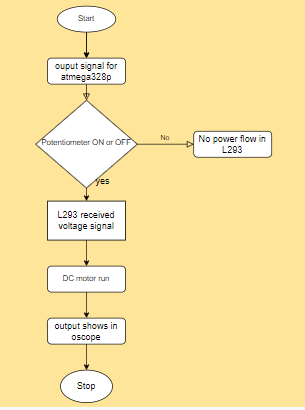 Start
ouput signal for
atmega328p
Potentiometer ON or OFF
No
No power flow in
L293
yes
L293 received
voltage signal
DC motor run
output shows in
oscope
Stop